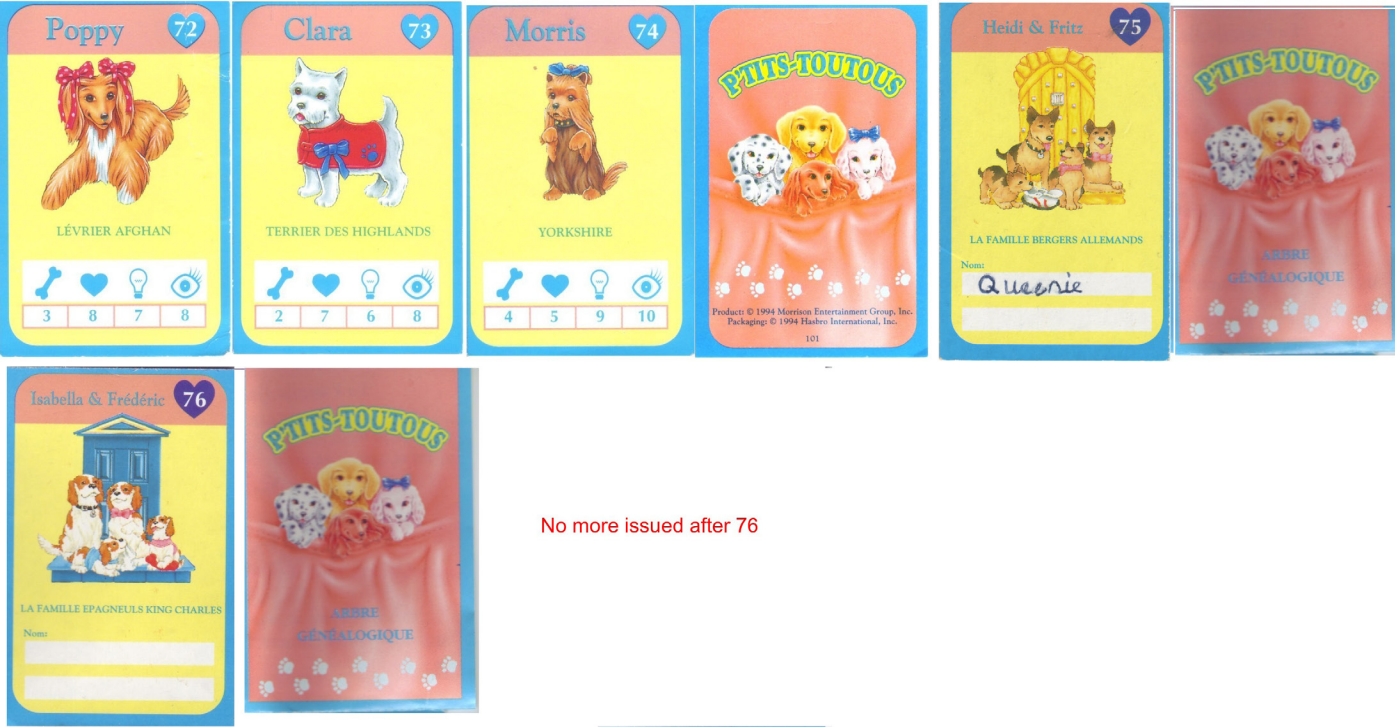 Poppy 72
LÉVRIER AFGHAN
3 8 7 8
Clara 73
TERRIER DES HIGHLANDS
2 7 6 8
Morris 74
YORKSHIRE
4 5 9 10
P'TITS-TOUTOUS
Product: © 1994 Morrison Entertainment Group, Inc.
Packaging: © 1994 Hasbro International, Inc.
101
Heidi & Fritz 75
LA FAMILLE BERGERS ALLEMANDS
Nom:
Queenie
P'TITS-TOUTOUS
ARBRE
GÉNÉALOGIQUE
Isabella & Frédéric 76
LA FAMILLE EPAGNEULS KING CHARLES
Nom:
P'TITS-TOUTOUS
ARBRE
GÉNÉALOGIQUE
No more issued after 76